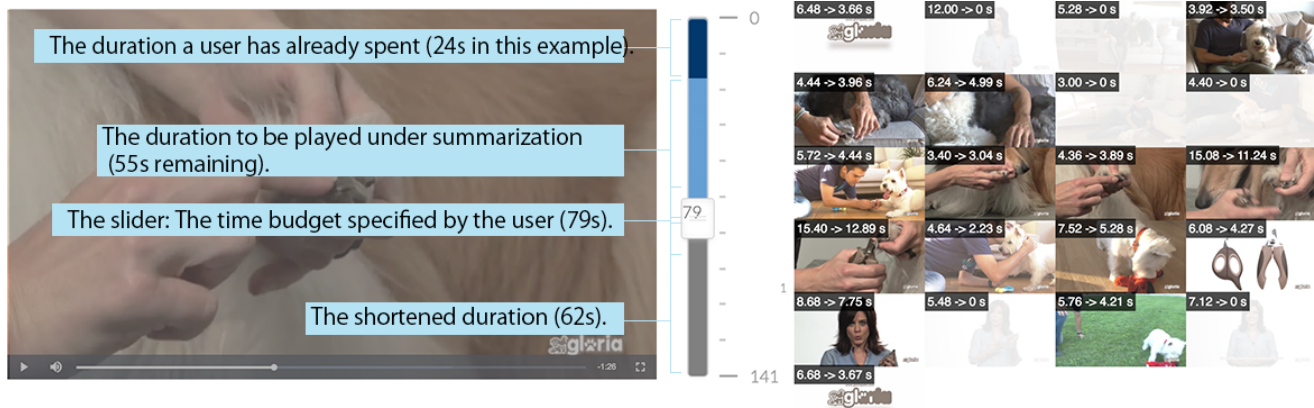 The duration a user has already spent (24s in this example).
The duration to be played under summarization
(55s remaining).
The slider: The time budget specified by the user (79s).
The shortened duration (62s).
gloria
-1:26
0
79
141
1
6.48 -> 3.66 s
12.00 -> 0 s
5.28 -> 0 s
3.92 -> 3.50 s
gloria
4.44 -> 3.96 s
6.24 -> 4.99 s
3.00 -> 0 s
4.40 -> 0 s
5.72 -> 4.44 s
3.40 -> 3.04 s
4.36 -> 3.89 s
15.08 -> 11.24 s
15.40 -> 12.89 s
4.64 -> 2.23 s
7.52 -> 5.28 s
6.08 -> 4.27 s
8.68 -> 7.75 s
5.48 -> 0 s
5.76 -> 4.21 s
7.12 -> 0 s
6.68 -> 3.67 s
gloria